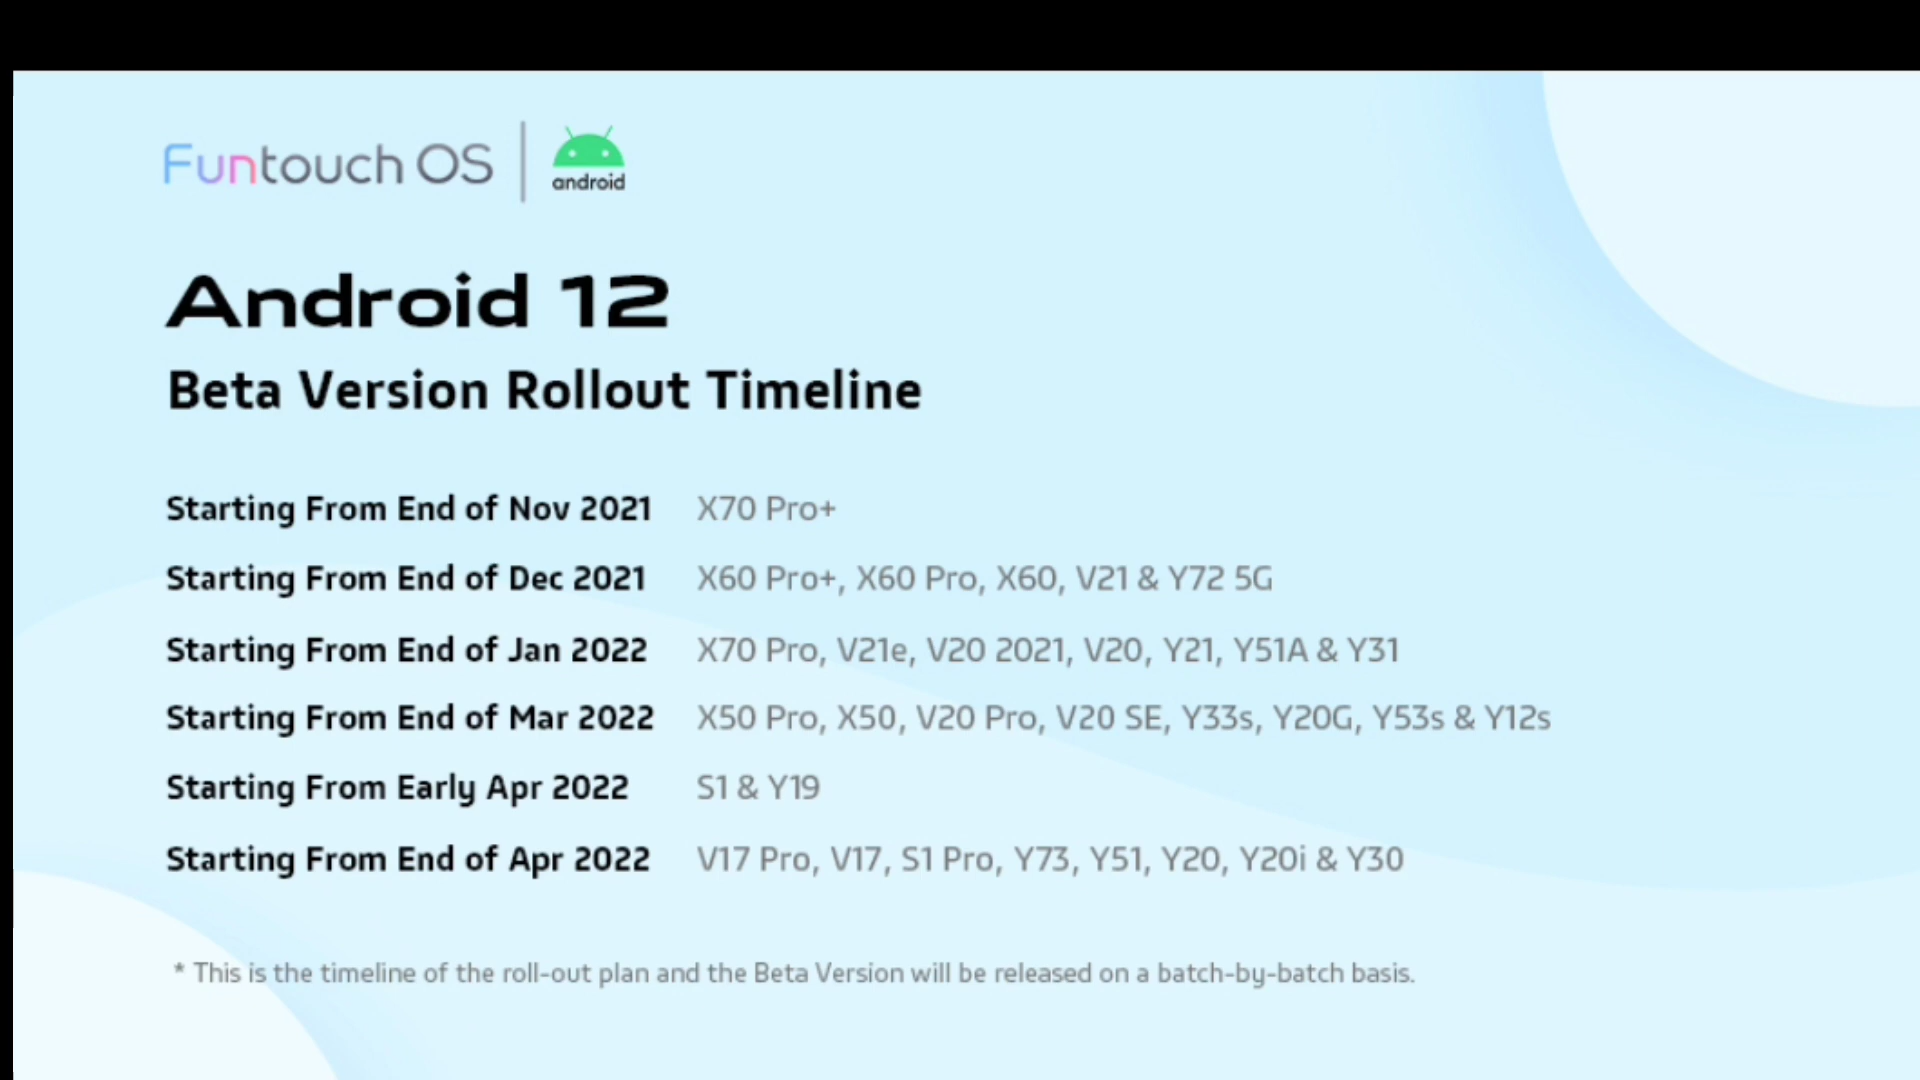 Funtouch OS
android
Android 12
Beta Version Rollout Timeline
Starting From End of Nov 2021 X70 Pro+
Starting From End of Dec 2021 X60 Pro+, X60 Pro, X60, V21 & Y72 5G
Starting From End of Jan 2022 X70 Pro, V21e, V20 2021, V20, Y21, Y51A & Y31
Starting From End of Mar 2022 X50 Pro, X50, V20 Pro, V20 SE, Y33s, Y20G, Y53s & Y12s
Starting From Early Apr 2022 S1 & Y19
Starting From End of Apr 2022 V17 Pro, V17, S1 Pro, Y73, Y51, Y20, Y20i & Y30
* This is the timeline of the roll-out plan and the Beta Version will be released on a batch-by-batch basis.